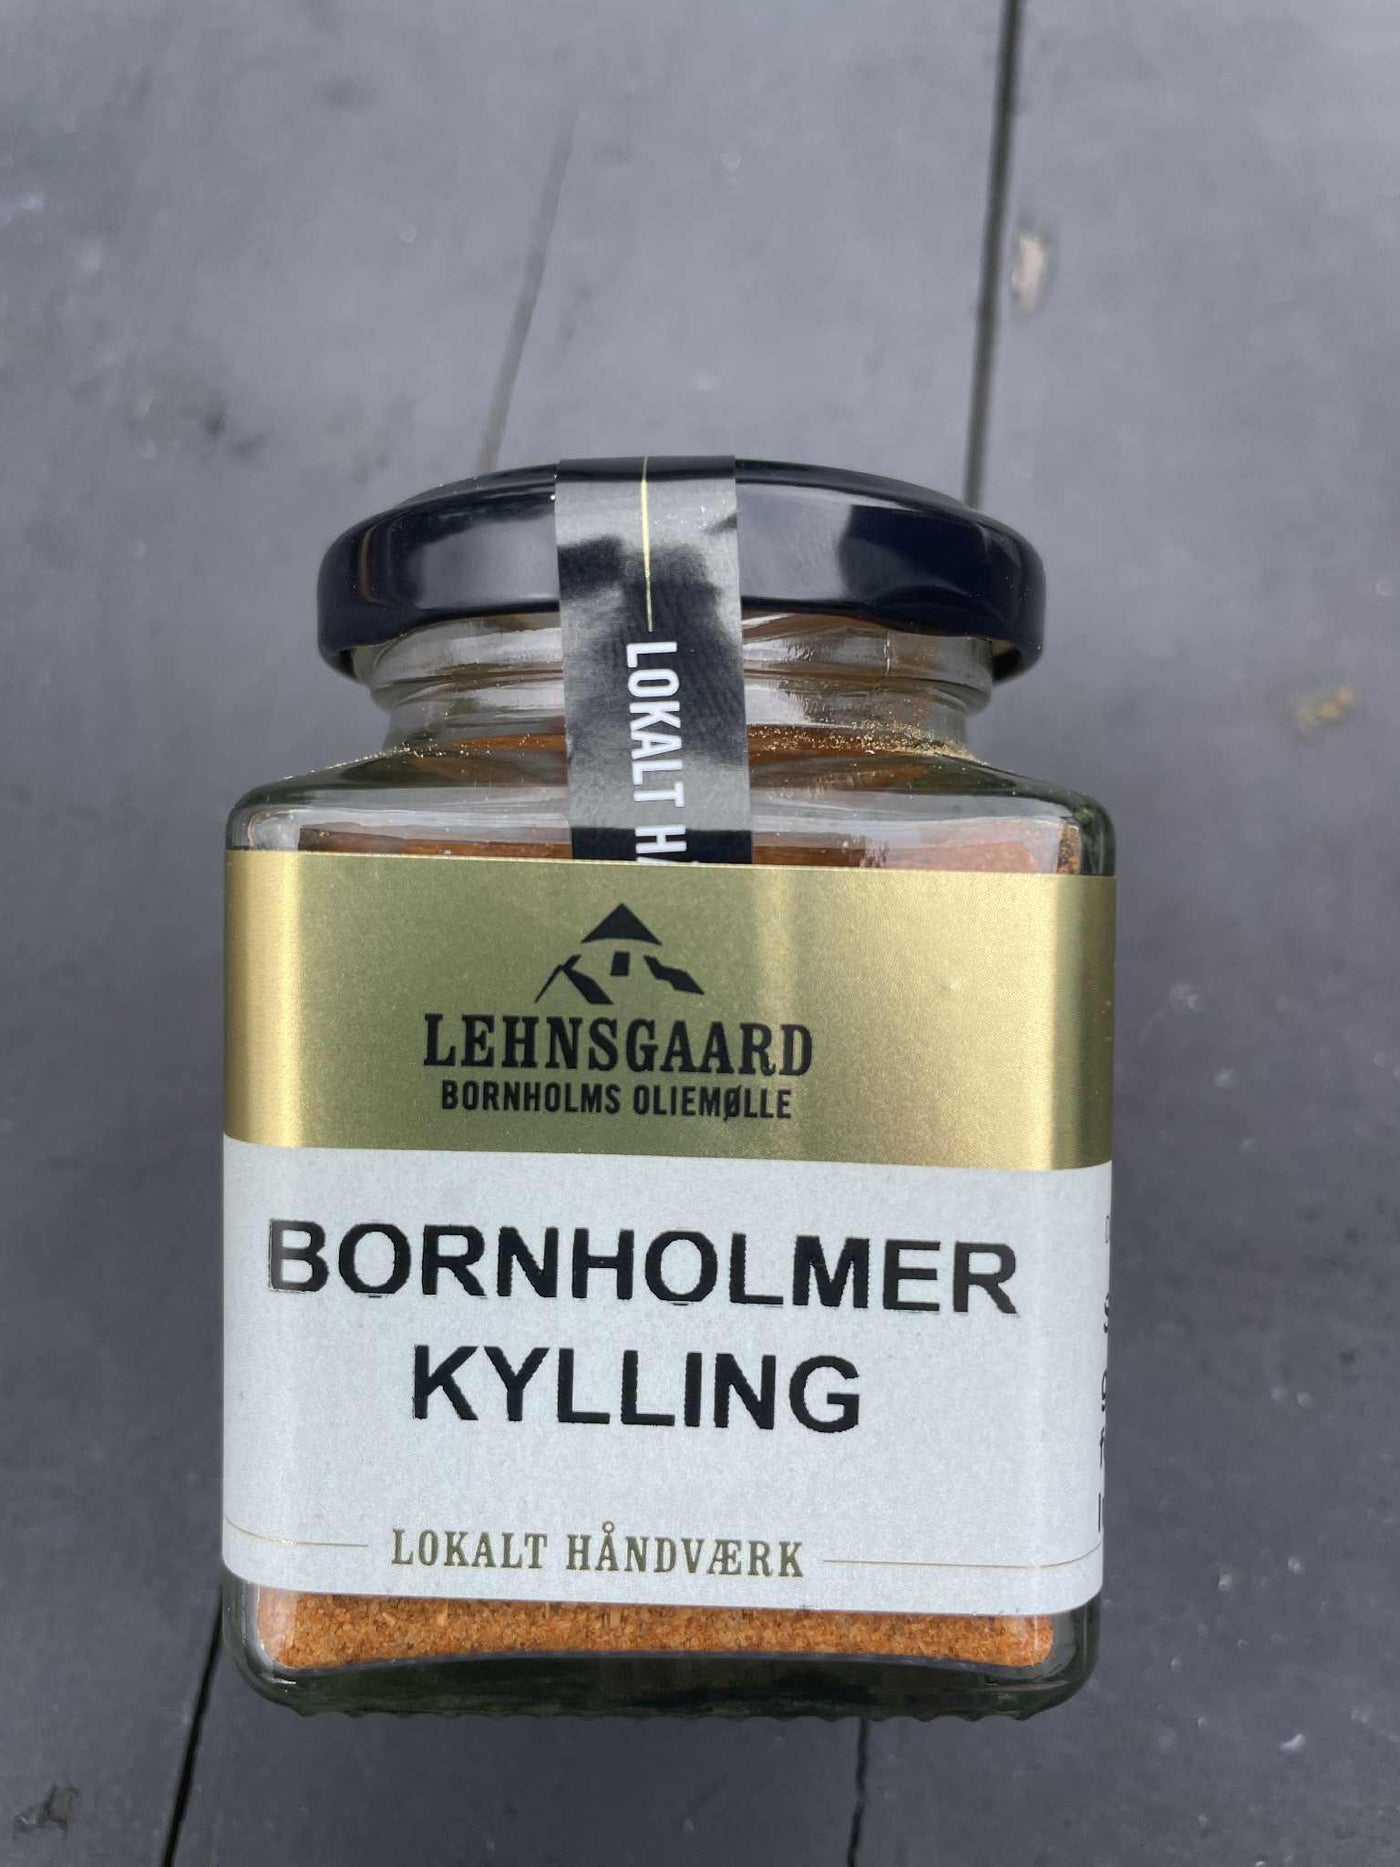 LOKALT
LEHNSGAARD
BORNHOLMS OLIEMØLLE
BORNHOLMER
KYLLING
LOKALT HÅNDVÆRK